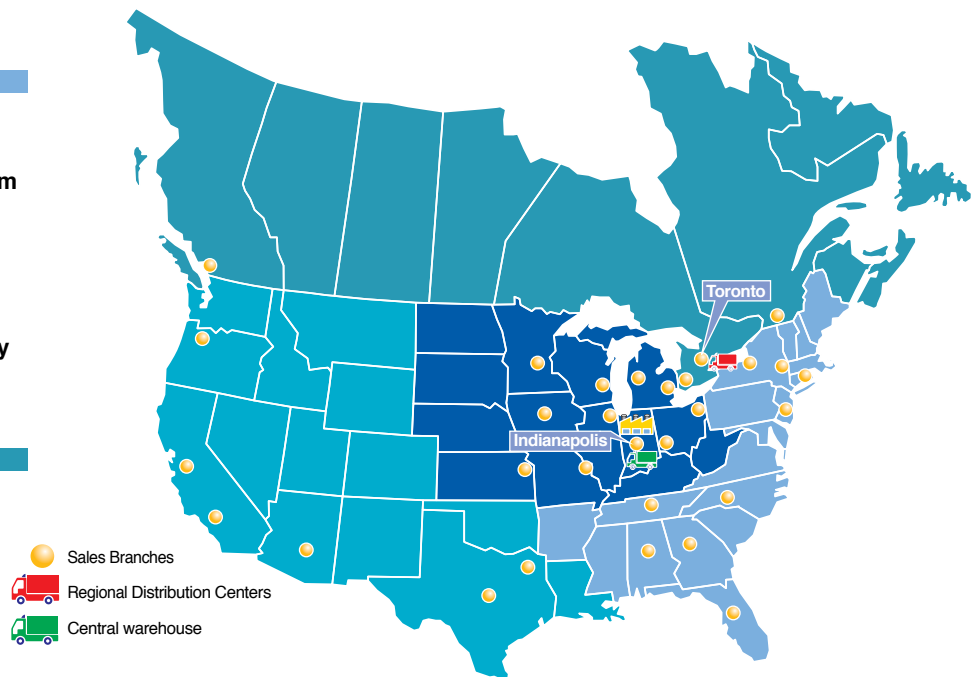 m
y
Toronto
Indianapolis
Sales Branches
Regional Distribution Centers
Central warehouse